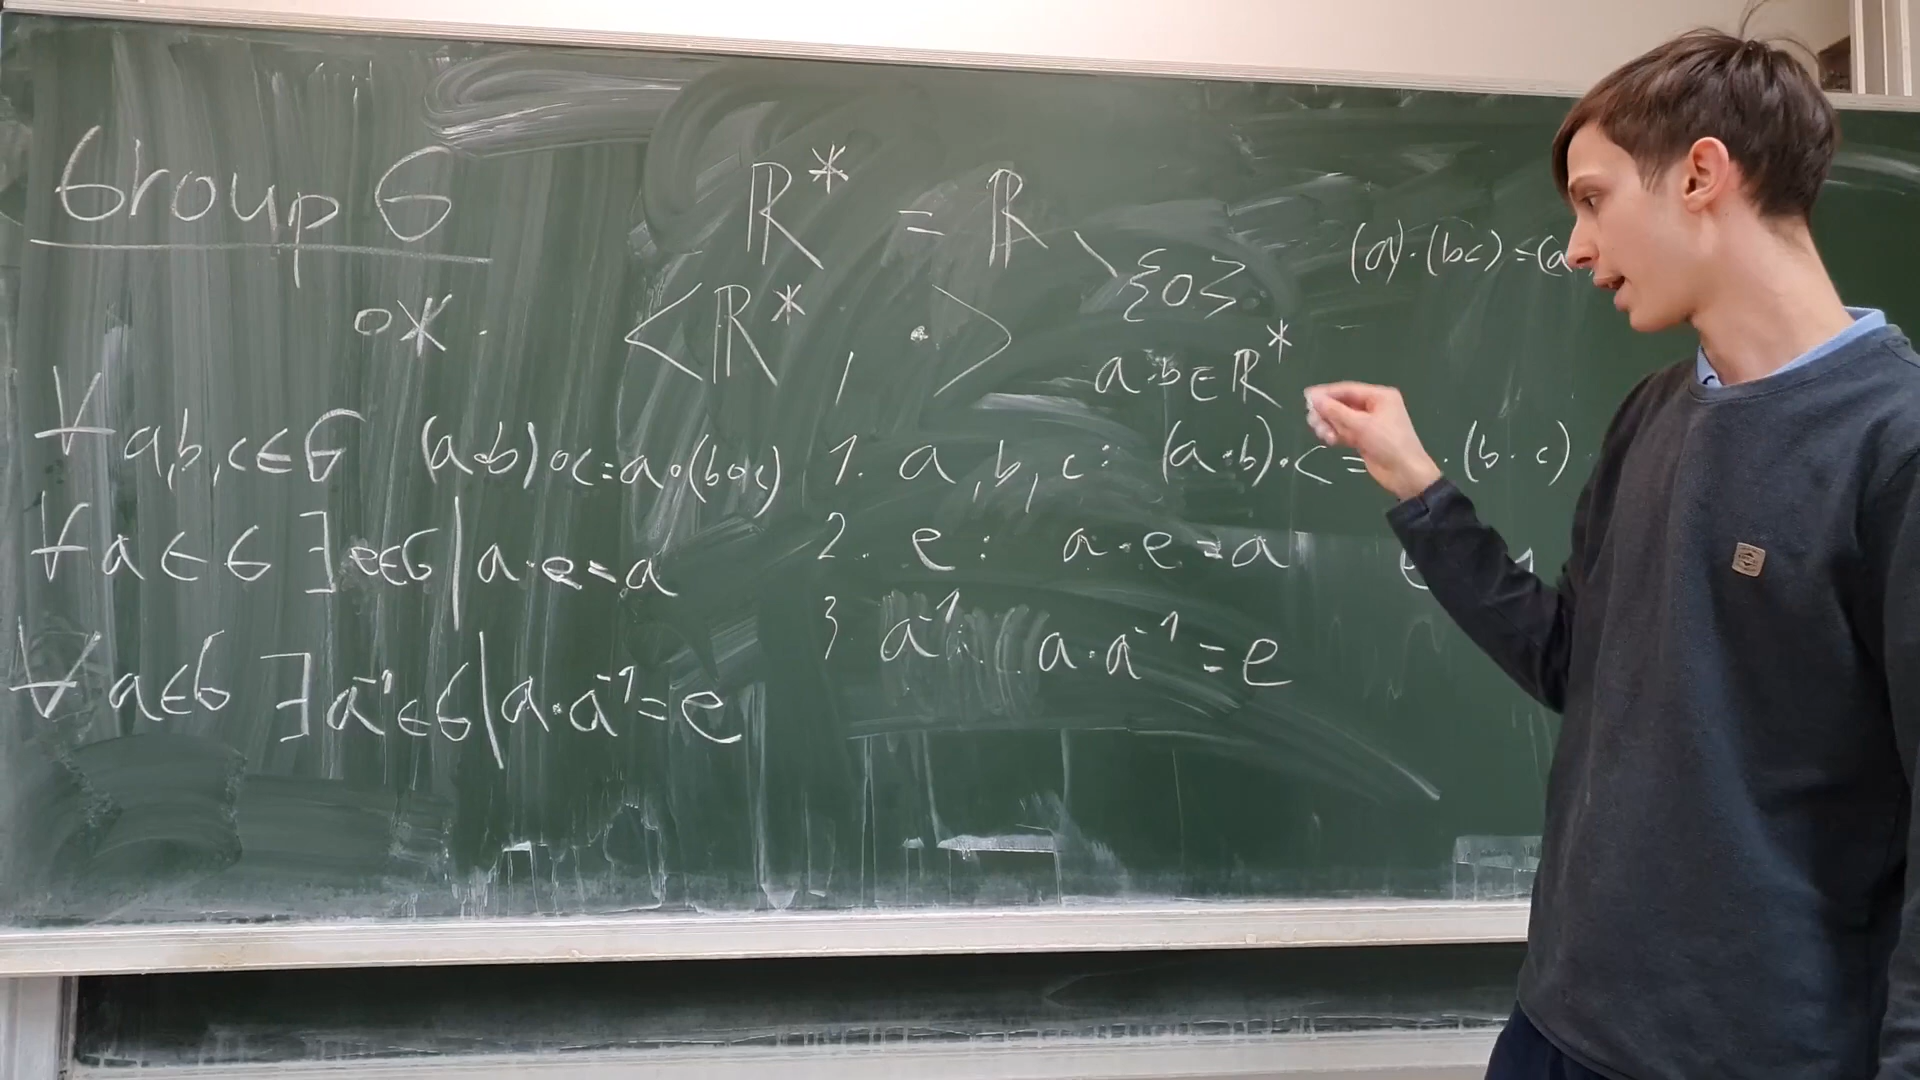 Group G
∘ * ·
∀ a,b,c∈G (a∘b)∘c=a∘(b∘c)
∀ a∈G ∃ e∈G | a·e=a
∀ a∈G ∃ a⁻¹∈G | a·a⁻¹=e
ℝ* = ℝ \ {0}
<ℝ*, ·>
a·b∈ℝ*
1. a,b,c: (a·b)·c= ·(b·c)
2. e: a·e=a
3. a⁻¹: a·a⁻¹=e
(a)·(bc)=(a